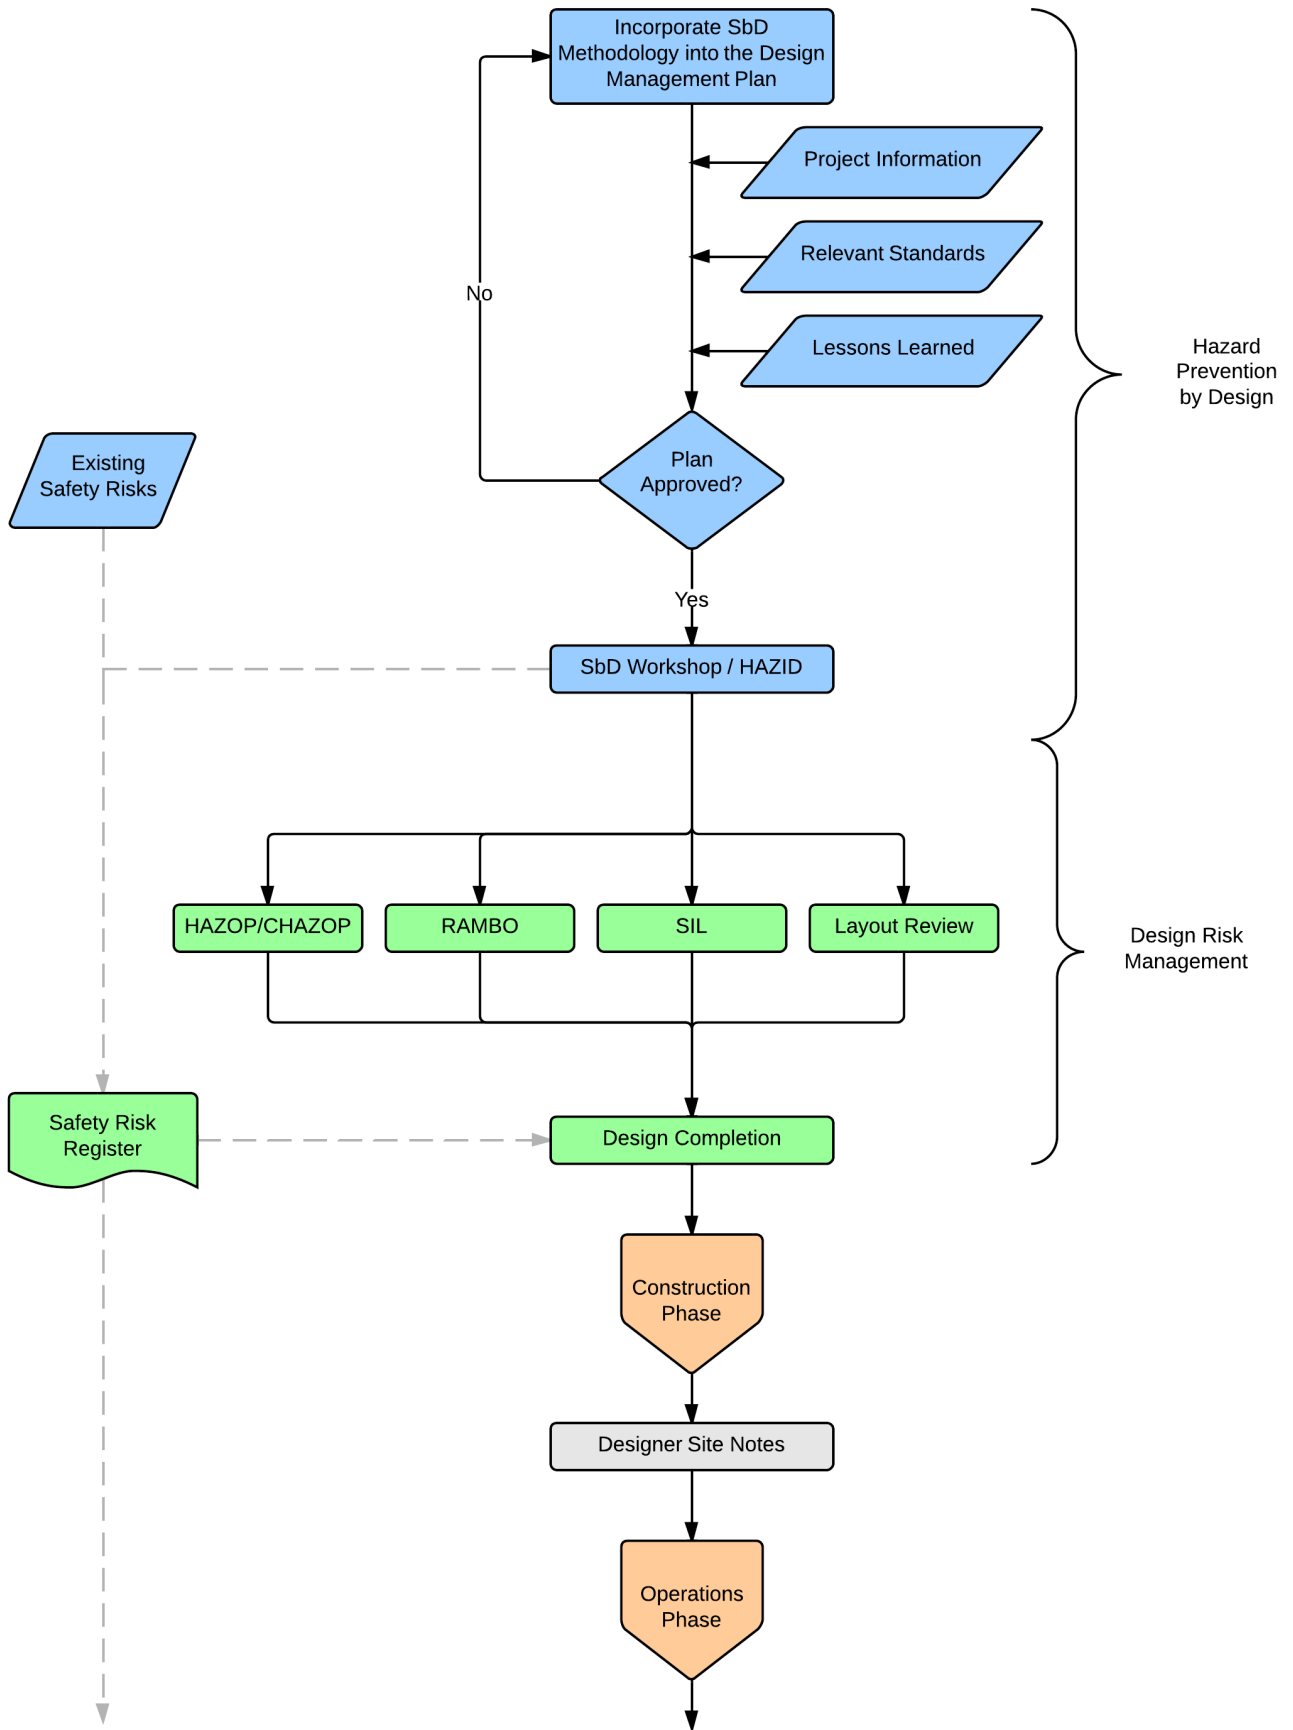 Incorporate SbD
Methodology into the Design
Management Plan
Project Information
Relevant Standards
No
Lessons Learned
Hazard
Prevention
by Design
Plan
Approved?
Existing
Safety Risks
Yes
SbD Workshop / HAZID
HAZOP/CHAZOP
RAMBO
SIL
Layout Review
Design Risk
Management
Safety Risk
Register
Design Completion
Construction
Phase
Designer Site Notes
Operations
Phase